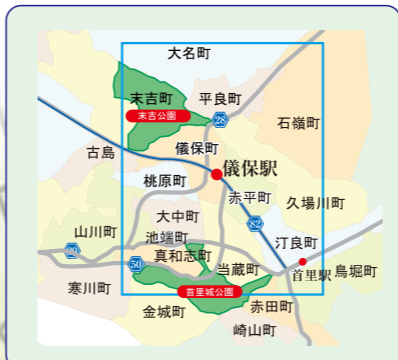 大名町
末吉町
平良町
末吉公園
28
石嶺町
古島
儀保町
儀保駅
桃原町
赤平町
久場川町
大中町
82
山川町
池端町
汀良町
29
真和志町
50
当蔵町
首里駅
鳥堀町
寒川町
首里城公園
金城町
赤田町
崎山町